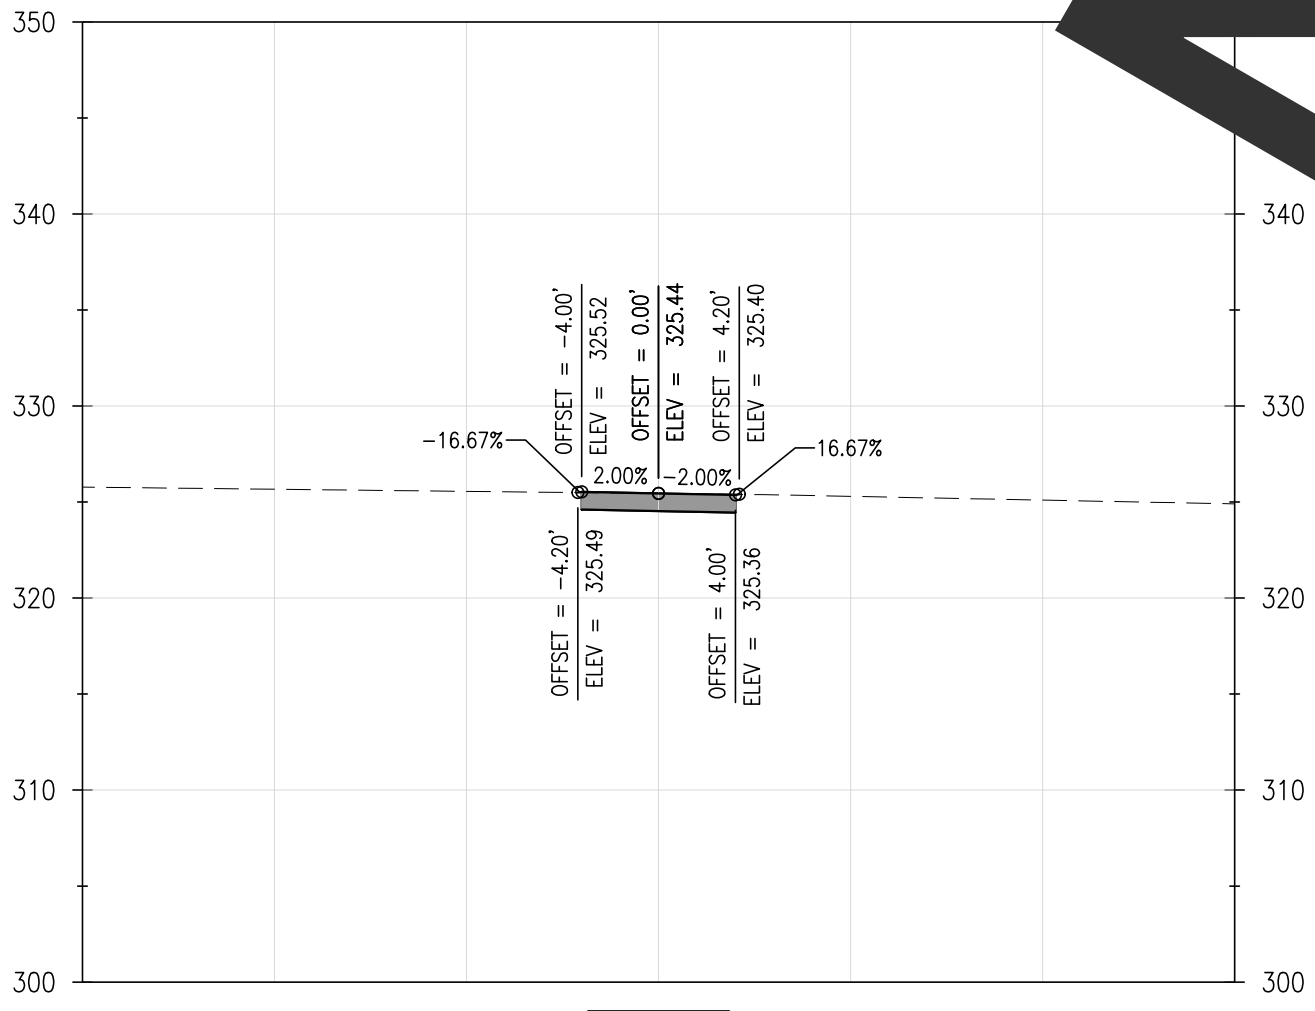 350
340
340
OFFSET = -4.00'
ELEV = 325.52
OFFSET = 0.00'
ELEV = 325.44
OFFSET = 4.20'
ELEV = 325.40
330
330
-16.67%
16.67%
2.00%
-2.00%
OFFSET = -4.20'
ELEV = 325.49
OFFSET = 4.00'
ELEV = 325.36
320
320
310
310
300
300